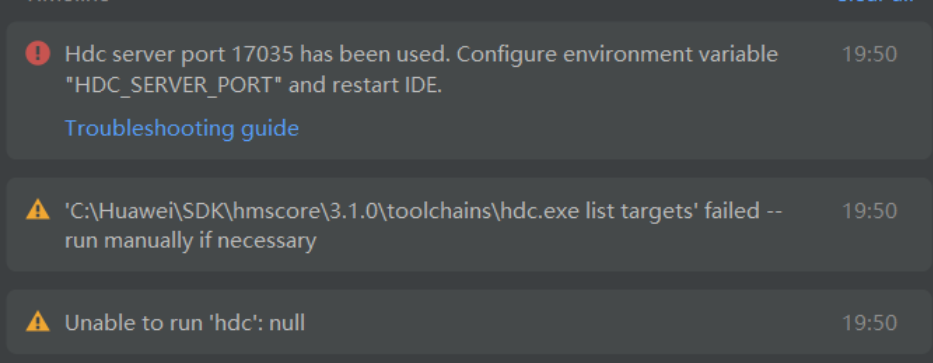 Hdc server port 17035 has been used. Configure environment variable
"HDC_SERVER_PORT" and restart IDE.
19:50
Troubleshooting guide
'C:\Huawei\SDK\hmscore\3.1.0\toolchains\hdc.exe list targets' failed --
run manually if necessary
19:50
Unable to run 'hdc': null
19:50